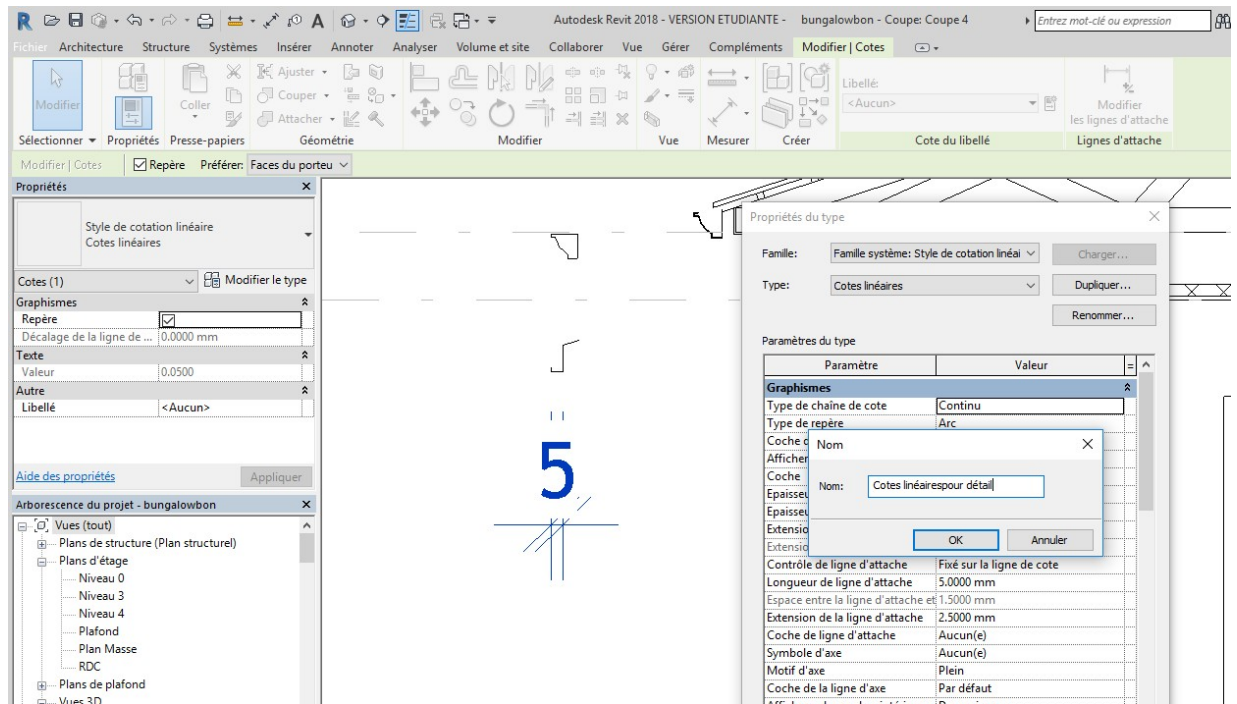 R A Autodesk Revit 2018 - VERSION ETUDIANTE - bungalowbon - Coupe: Coupe 4 Entrez mot-clé ou expression
Fichier Architecture Structure Systèmes Insérer Annoter Analyser Volume et site Collaborer Vue Gérer Compléments Modifier | Cotes
Modifier Coller Ajuster Libellé:
Couper <Aucun> Modifier
Attacher les lignes d'attache
Sélectionner Propriétés Presse-papiers Géométrie Modifier Vue Mesurer Créer Cote du libellé Lignes d'attache
Modifier | Cotes Repère Préférer: Faces du porteu
Propriétés
Style de cotation linéaire
Cotes linéaires
Cotes (1) Modifier le type
Graphismes
Repère
Décalage de la ligne de ... 0.0000 mm
Texte
Valeur 0.0500
Autre
Libellé <Aucun>
Aide des propriétés Appliquer
Arborescence du projet - bungalowbon
Vues (tout)
Plans de structure (Plan structurel)
Plans d'étage
Niveau 0
Niveau 3
Niveau 4
Plafond
Plan Masse
RDC
Plans de plafond
Vues 3D
5
Propriétés du type
Famille: Famille système: Style de cotation linéai Charger...
Type: Cotes linéaires Dupliquer...
Renommer...
Paramètres du type
Paramètre Valeur =
Graphismes
Type de chaîne de cote Continu
Type de repère Arc
Coche d
Afficher
Coche
Epaisseu
Epaisseu
Extensio
Extensio
Nom
Nom: Cotes linéairespour détail
OK Annuler
Contrôle de ligne d'attache Fixé sur la ligne de cote
Longueur de ligne d'attache 5.0000 mm
Espace entre la ligne d'attache et 1.5000 mm
Extension de la ligne d'attache 2.5000 mm
Coche de ligne d'attache Aucun(e)
Symbole d'axe Aucun(e)
Motif d'axe Plein
Coche de la ligne d'axe Par défaut